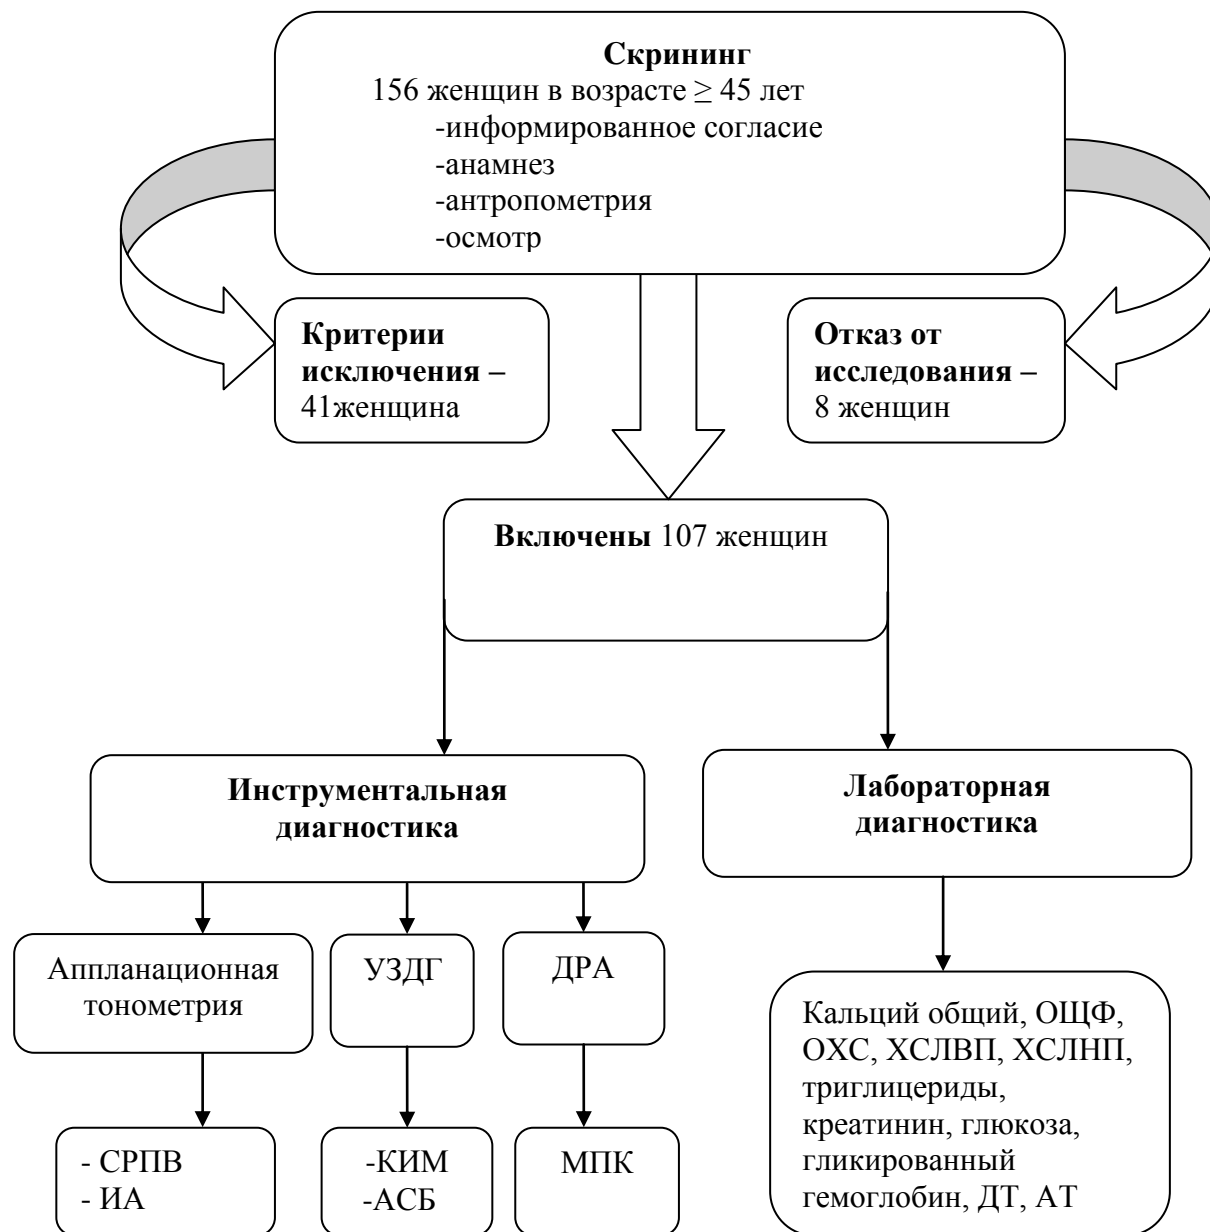 Скрининг
156 женщин в возрасте ≥ 45 лет
-информированное согласие
-анамнез
-антропометрия
-осмотр
Критерии
исключения –
41женщина
Отказ от
исследования –
8 женщин
Включены 107 женщин
Инструментальная
диагностика
Лабораторная
диагностика
Аппланационная
тонометрия
УЗДГ
ДРА
- СРПВ
- ИА
-КИМ
-АСБ
МПК
Кальций общий, ОЩФ,
ОХС, ХСЛВП, ХСЛНП,
триглицериды,
креатинин, глюкоза,
гликированный
гемоглобин, ДТ, АТ